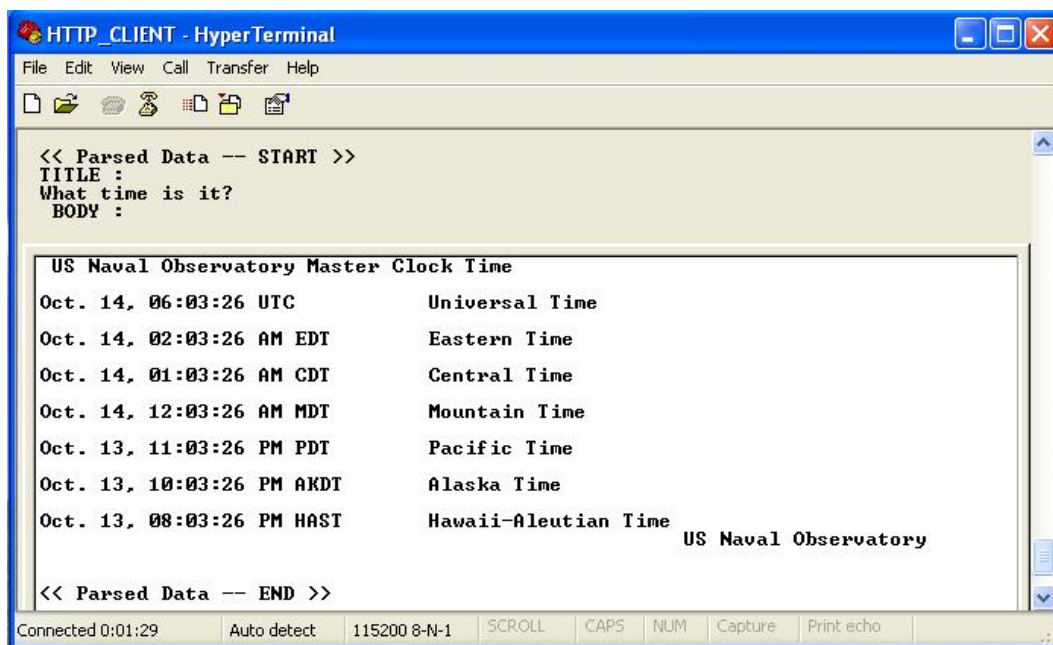 HTTP_CLIENT - HyperTerminal
File Edit View Call Transfer Help
<< Parsed Data -- START >>
TITLE :
What time is it?
BODY :
US Naval Observatory Master Clock Time
Oct. 14, 06:03:26 UTC Universal Time
Oct. 14, 02:03:26 AM EDT Eastern Time
Oct. 14, 01:03:26 AM CDT Central Time
Oct. 14, 12:03:26 AM MDT Mountain Time
Oct. 13, 11:03:26 PM PDT Pacific Time
Oct. 13, 10:03:26 PM AKDT Alaska Time
Oct. 13, 08:03:26 PM HAST Hawaii-Aleutian Time
US Naval Observatory
<< Parsed Data -- END >>
Connected 0:01:29 Auto detect 115200 8-N-1 SCROLL CAPS NUM Capture Print echo